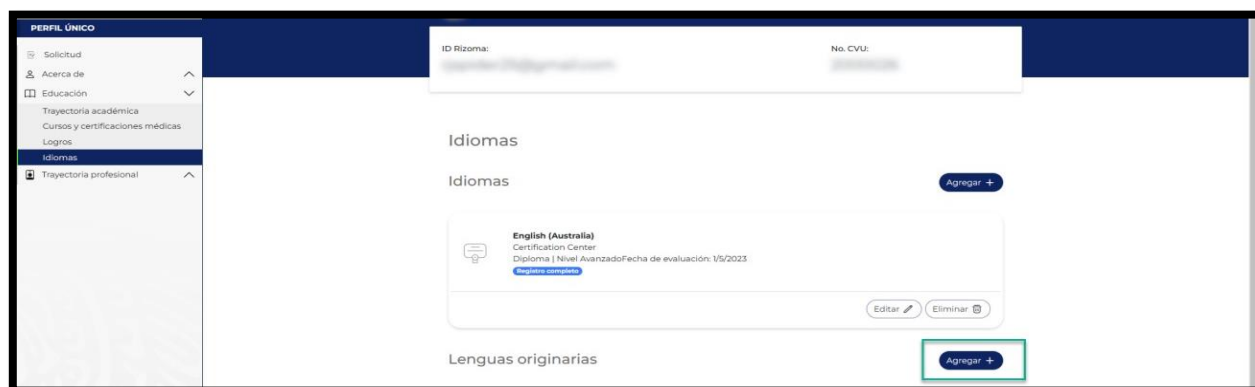 PERFIL ÚNICO
Solicitud
Acerca de
Educación
Trayectoria académica
Cursos y certificaciones médicas
Logros
Idiomas
Trayectoria profesional
ID Rizoma:
No. CVU:
Idiomas
Idiomas
Agregar +
English (Australia)
Certification Center
Diploma | Nivel AvanzadoFecha de evaluación: 1/5/2023
Registro completo
Editar
Eliminar
Lenguas originarias
Agregar +